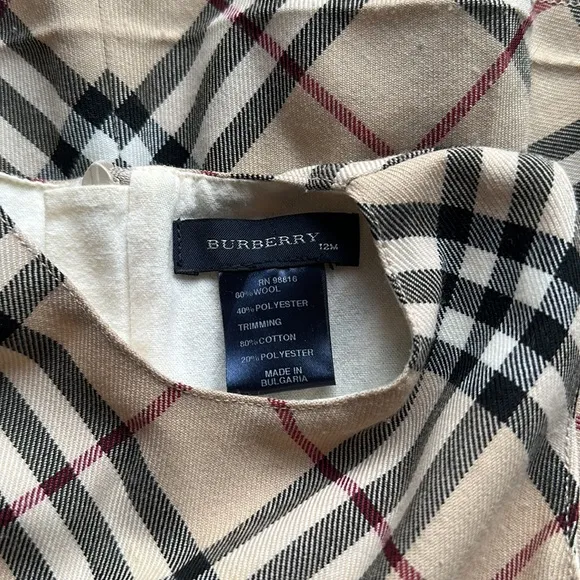 BURBERRY
12M
RN 98816
60% WOOL
40% POLYESTER
TRIMMING
80% COTTON
20% POLYESTER
MADE IN
BULGARIA